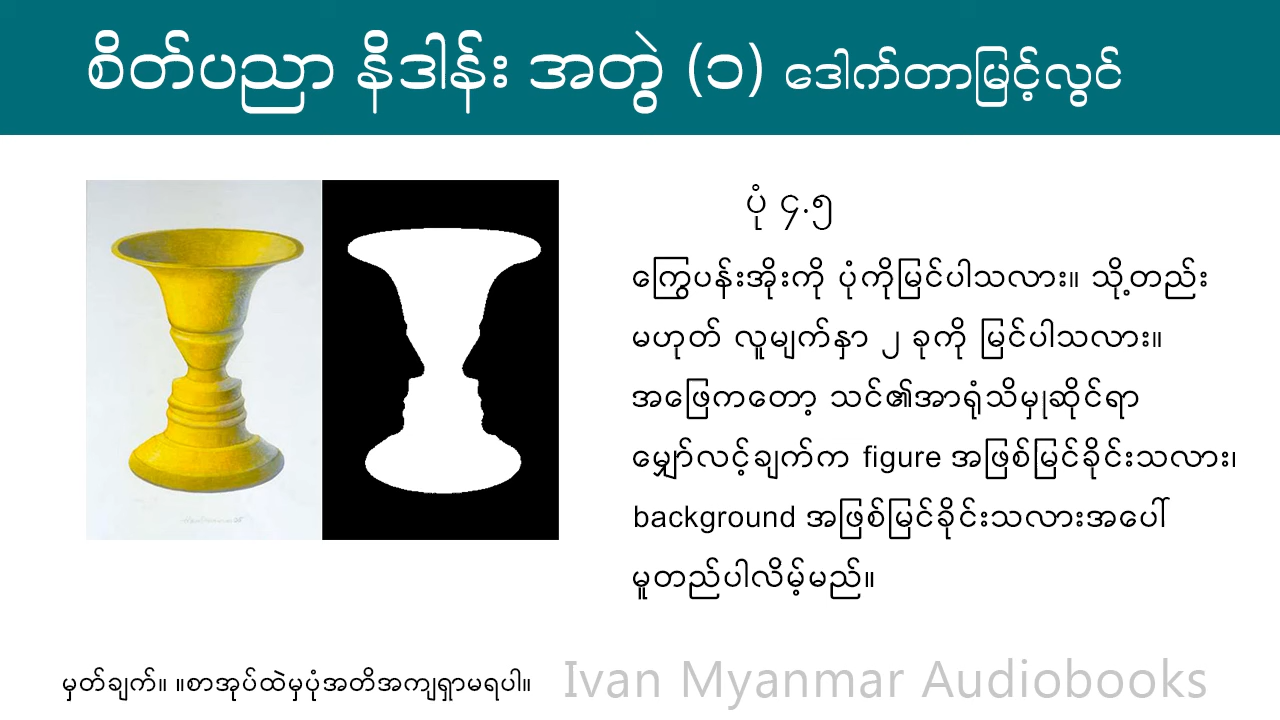 စိတ်ပညာ နိဒါန်း အတွဲ (၁) ဒေါက်တာမြင့်လွင်
ပုံ ၄.၅
ကြွေပန်းအိုးကို ပုံကိုမြင်ပါသလား။ သို့တည်း
မဟုတ် လူမျက်နှာ ၂ ခုကို မြင်ပါသလား။
အဖြေကတော့ သင်၏အာရုံသိမှုဆိုင်ရာ
မျှော်လင့်ချက်က figure အဖြစ်မြင်ခိုင်းသလား၊
background အဖြစ်မြင်ခိုင်းသလားအပေါ်
မူတည်ပါလိမ့်မည်။
မှတ်ချက်။ ။စာအုပ်ထဲမှပုံအတိအကျရှာမရပါ။
Ivan Myanmar Audiobooks